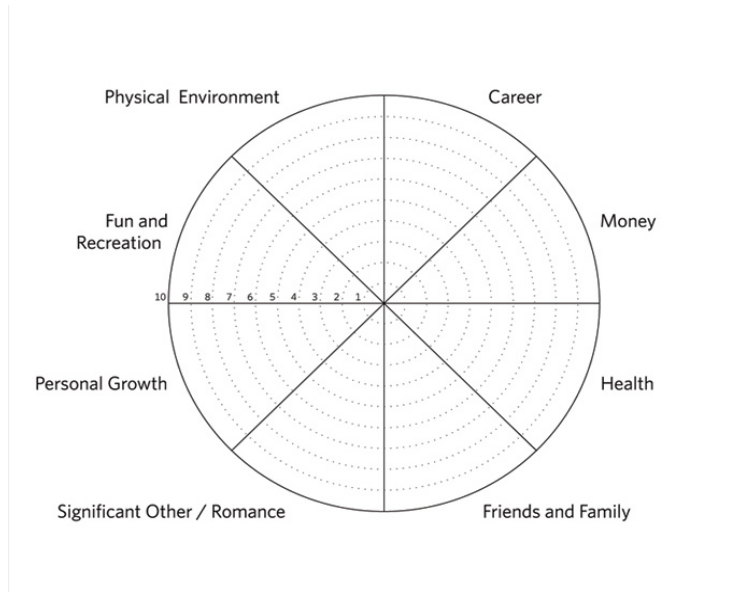 Physical Environment
Career
Fun and
Recreation
Money
10 9 8 7 6 5 4 3 2 1
Personal Growth
Health
Significant Other / Romance
Friends and Family